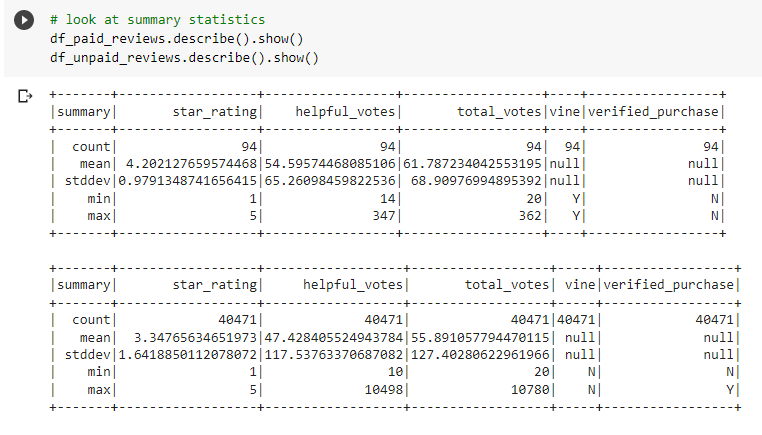 # look at summary statistics
df_paid_reviews.describe().show()
df_unpaid_reviews.describe().show()
+-------+------------------+-----------------+------------------+----+-----------------+
|summary|       star_rating|    helpful_votes|       total_votes|vine|verified_purchase|
+-------+------------------+-----------------+------------------+----+-----------------+
|  count|                94|               94|                94|  94|               94|
|   mean| 4.202127659574468|54.59574468085106|61.787234042553195|null|             null|
| stddev|0.9791348741656415|65.26098459822536| 68.90976994895392|null|             null|
|    min|                 1|               14|                20|   Y|                N|
|    max|                 5|              347|               362|   Y|                N|
+-------+------------------+-----------------+------------------+----+-----------------+
+-------+------------------+------------------+------------------+-----+-----------------+
|summary|       star_rating|     helpful_votes|       total_votes| vine|verified_purchase|
+-------+------------------+------------------+------------------+-----+-----------------+
|  count|             40471|             40471|             40471|40471|            40471|
|   mean|  3.34765634651973|47.428405524943784|55.891057794470115| null|             null|
| stddev|1.6418850112078072|117.53763370687082|127.40280622961966| null|             null|
|    min|                 1|                10|                20|    N|                N|
|    max|                 5|             10498|             10780|    N|                Y|
+-------+------------------+------------------+------------------+-----+-----------------+